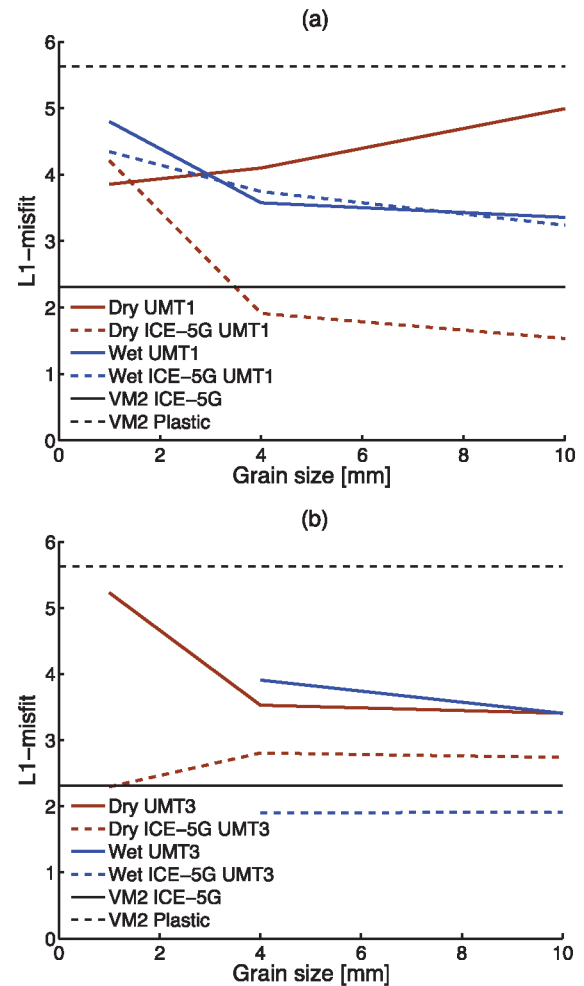 (a)
6
5
4
3
2
1
0
L1−misfit
Dry UMT1
Dry ICE−5G UMT1
Wet UMT1
Wet ICE−5G UMT1
VM2 ICE−5G
VM2 Plastic
0 2 4 6 8 10
Grain size [mm]
(b)
6
5
4
3
2
1
0
L1−misfit
Dry UMT3
Dry ICE−5G UMT3
Wet UMT3
Wet ICE−5G UMT3
VM2 ICE−5G
VM2 Plastic
0 2 4 6 8 10
Grain size [mm]